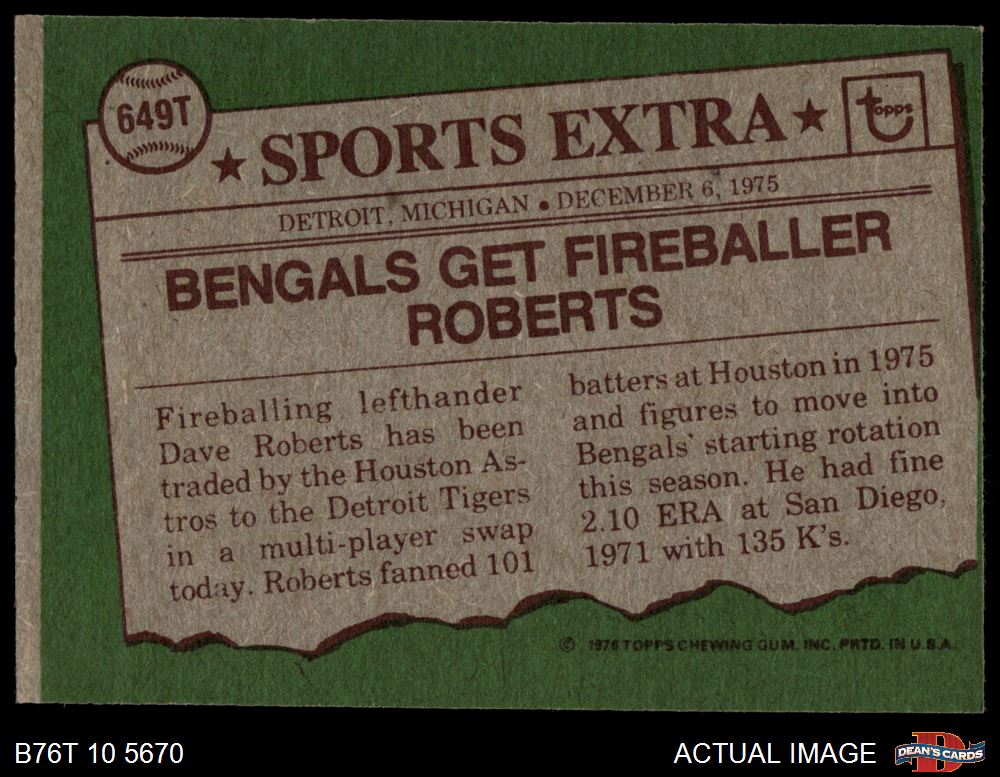 649T
★ SPORTS EXTRA ★
topps
DETROIT, MICHIGAN • DECEMBER 6, 1975
BENGALS GET FIREBALLER
ROBERTS
Fireballing lefthander
Dave Roberts has been
traded by the Houston As-
tros to the Detroit Tigers
in a multi-player swap
today. Roberts fanned 101
batters at Houston in 1975
and figures to move into
Bengals' starting rotation
this season. He had fine
2.10 ERA at San Diego,
1971 with 135 K's.
© 1976 TOPPS CHEWING GUM, INC. PRTD. IN U.S.A.
B76T 10 5670
ACTUAL IMAGE
D
DEAN'S CARDS